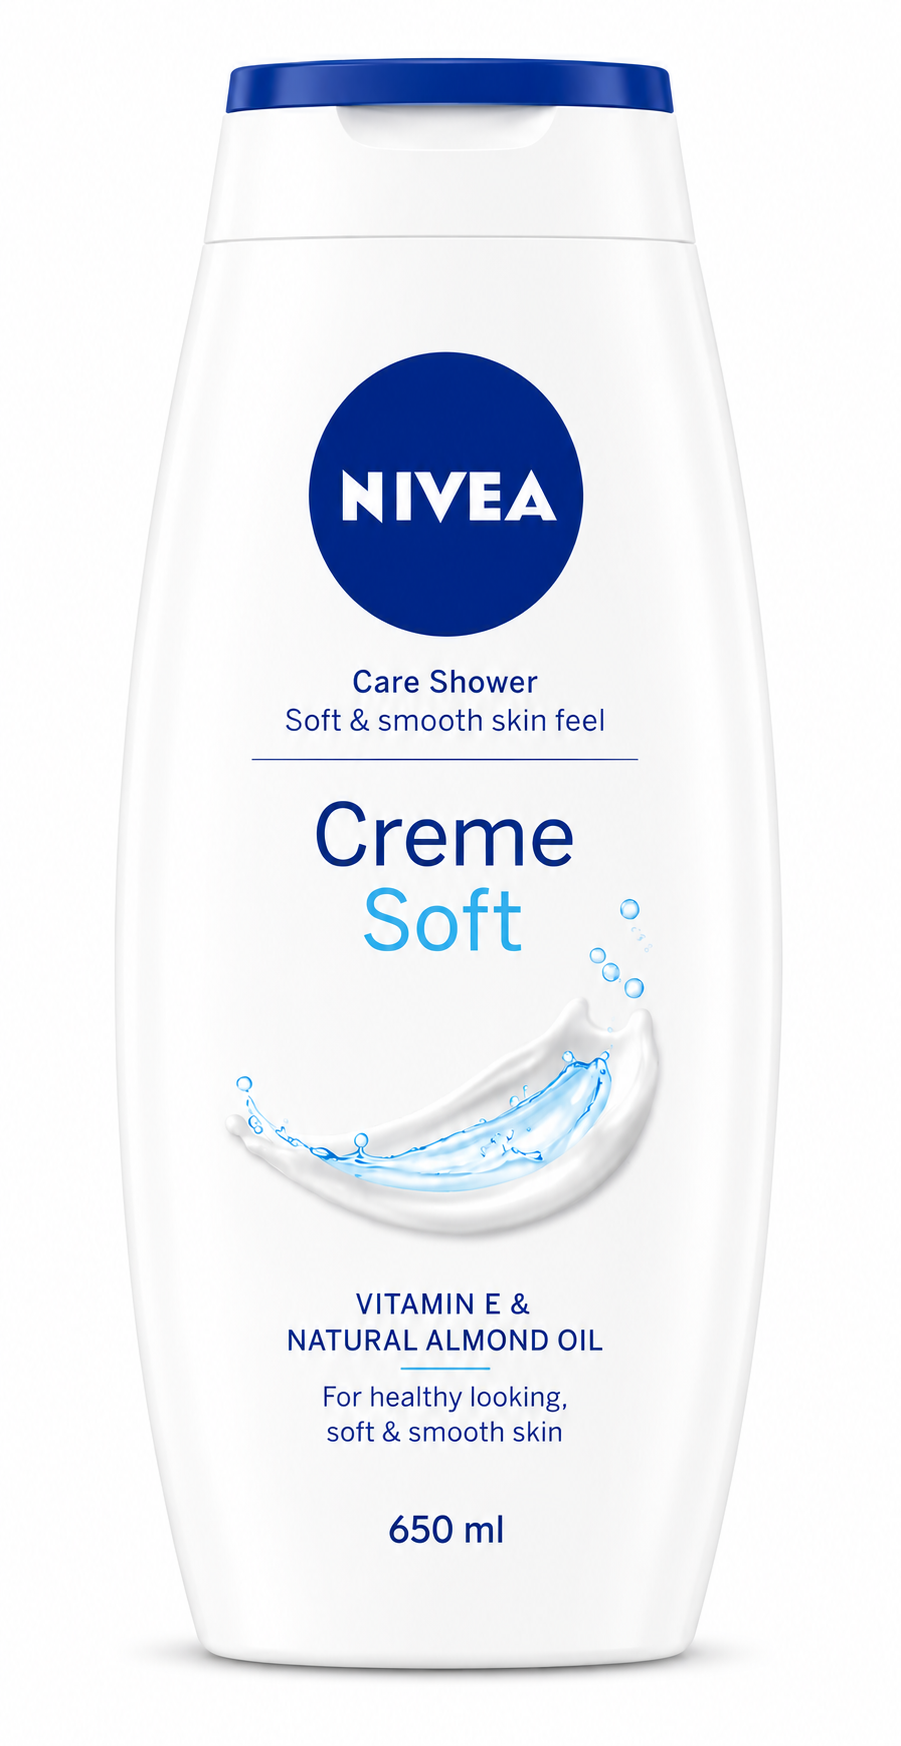 NIVEA
Care Shower
Soft & smooth skin feel
Creme
Soft
VITAMIN E &
NATURAL ALMOND OIL
For healthy looking,
soft & smooth skin
650 ml